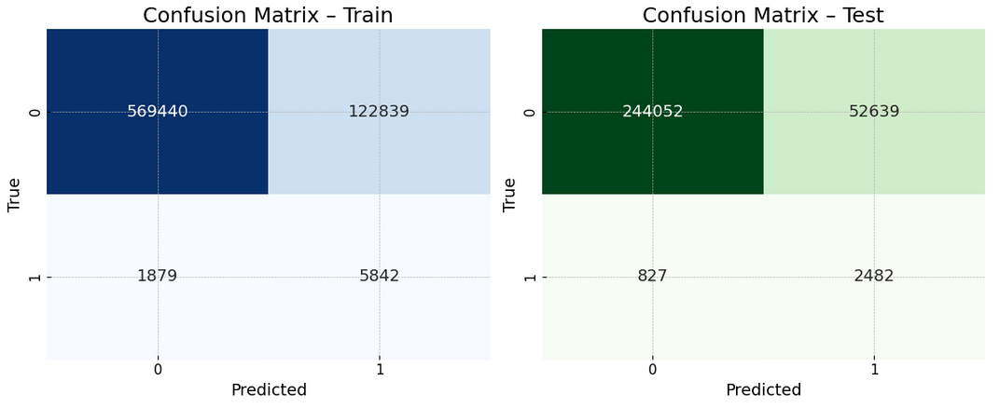 Confusion Matrix – Train
569440 122839
1879 5842
0
1
True
0 1
Predicted
Confusion Matrix – Test
244052 52639
827 2482
0
1
True
0 1
Predicted